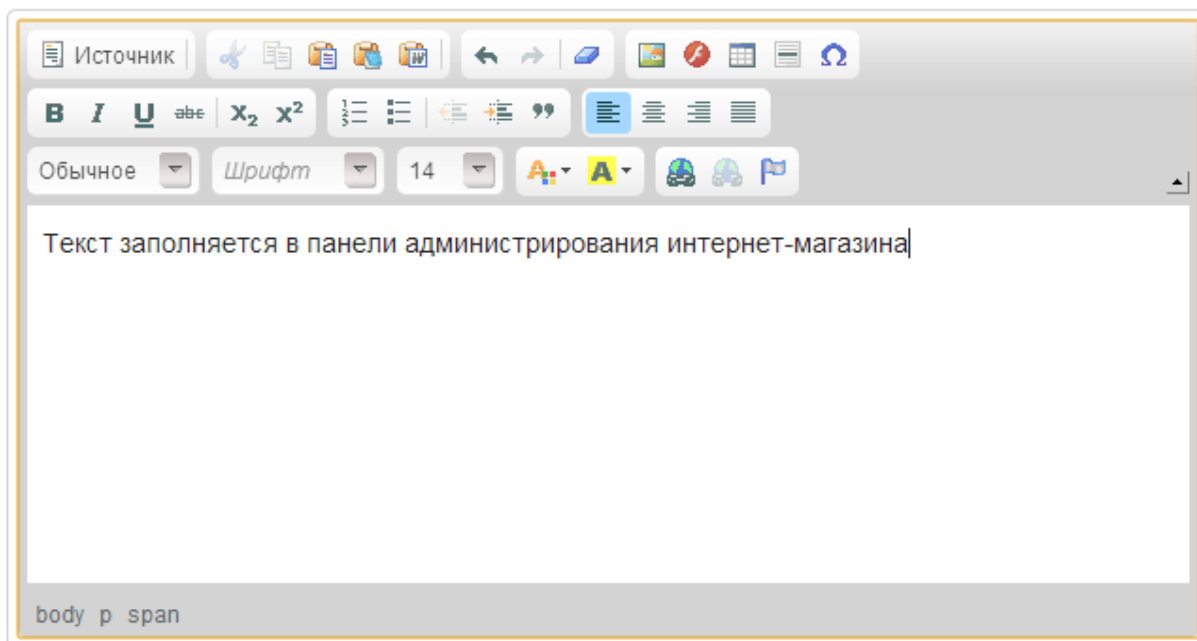 Источник
B I U abc X₂ X²
Обычное Шрифт 14 A A
Текст заполняется в панели администрирования интернет-магазина
body p span